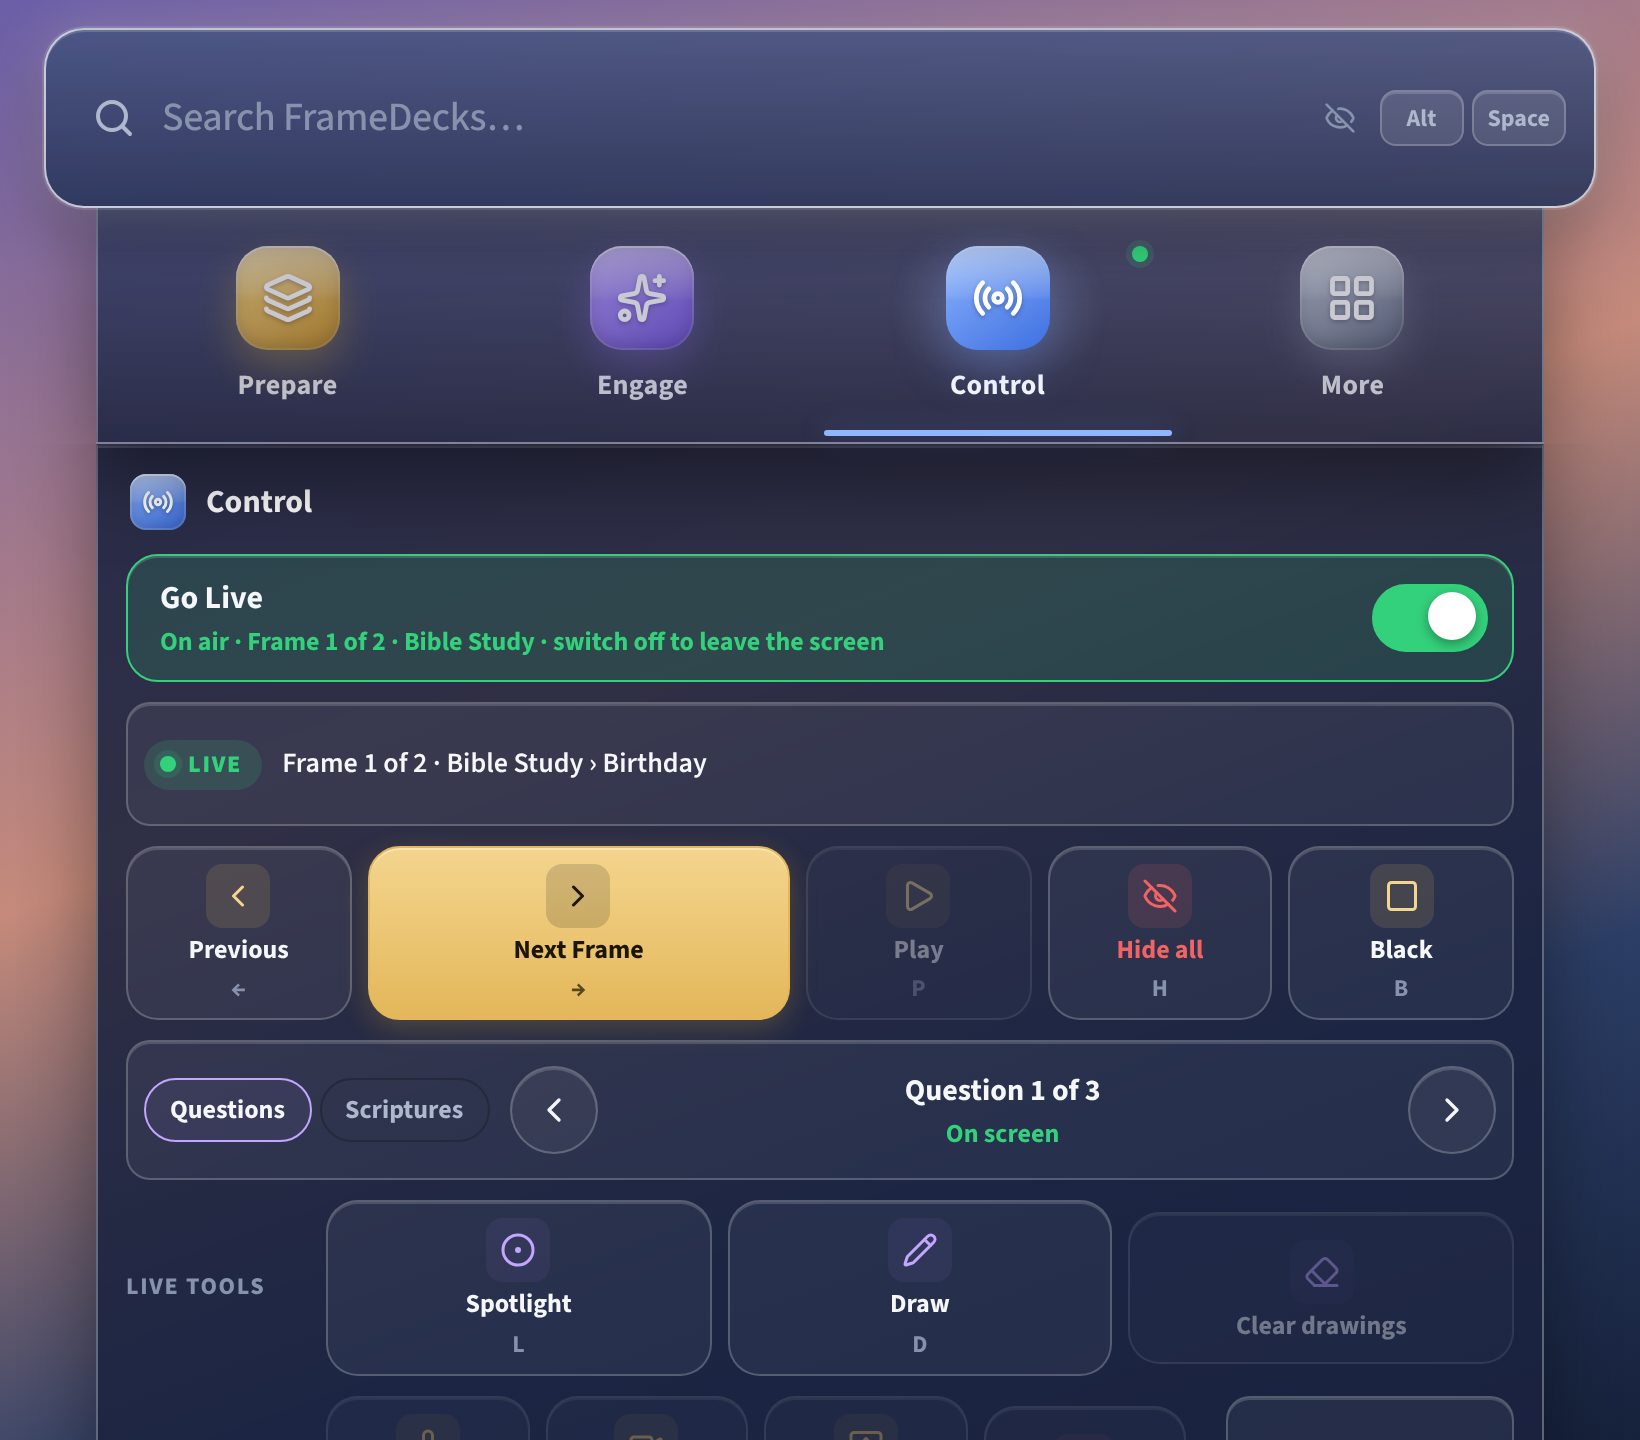 Search FrameDecks…
Alt
Space
Prepare
Engage
Control
More
Control
Go Live
On air · Frame 1 of 2 · Bible Study · switch off to leave the screen
LIVE
Frame 1 of 2 · Bible Study › Birthday
Previous
←
Next Frame
→
Play
P
Hide all
H
Black
B
Questions
Scriptures
Question 1 of 3
On screen
LIVE TOOLS
Spotlight
L
Draw
D
Clear drawings